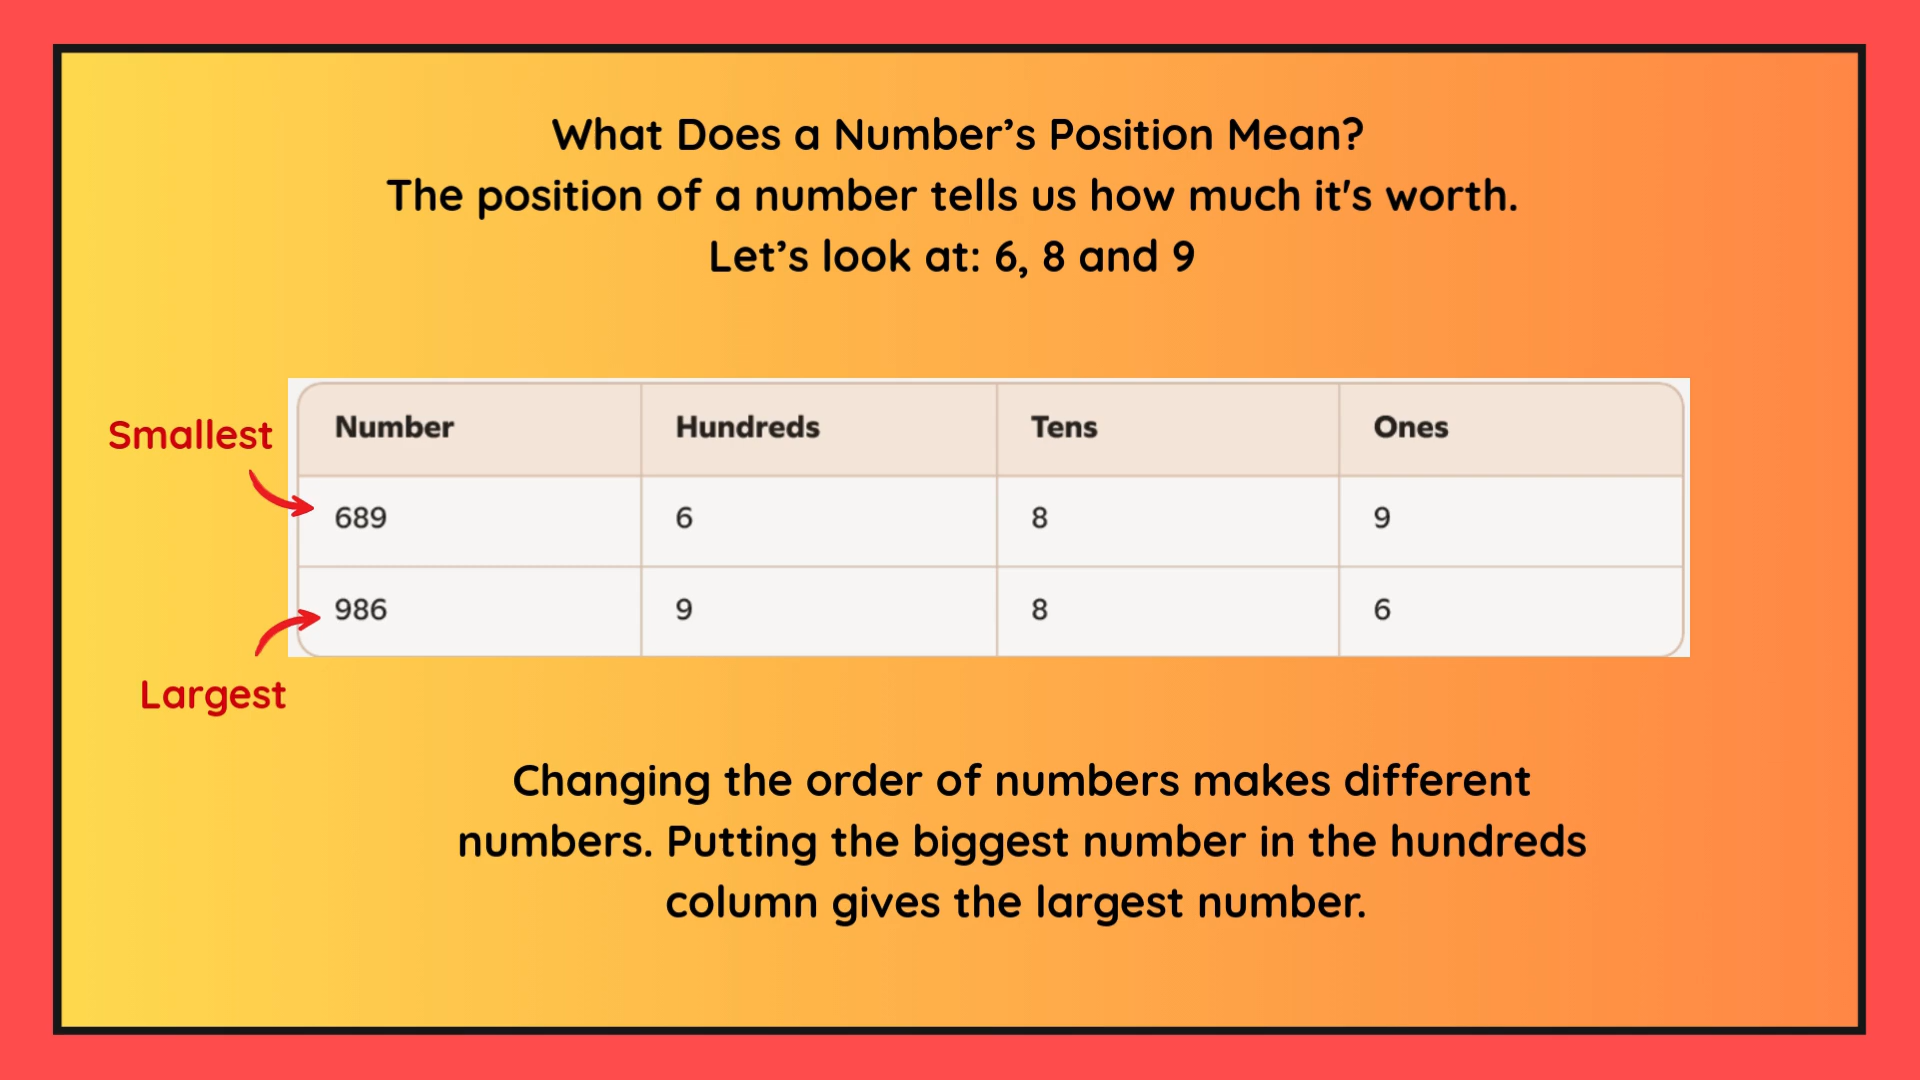 What Does a Number’s Position Mean?
The position of a number tells us how much it's worth.
Let’s look at: 6, 8 and 9
Smallest
Number Hundreds Tens Ones
689 6 8 9
986 9 8 6
Largest
Changing the order of numbers makes different
numbers. Putting the biggest number in the hundreds
column gives the largest number.